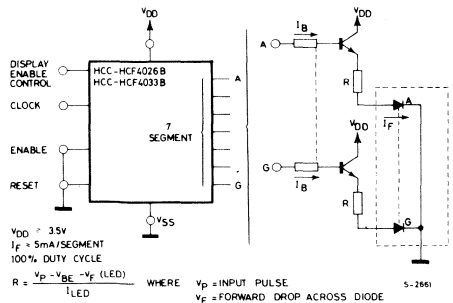 VDD
DISPLAY
ENABLE
CONTROL
HCC-HCF4026B
HCC-HCF4033B
CLOCK
7
SEGMENT
A
G
ENABLE
RESET
VSS
VDD
A
IB
R
A
IF
VDD
G
IB
R
G
VDD = 3.5V
IF ≈ 5mA/SEGMENT
100% DUTY CYCLE
R = (VP - VBE - VF (LED)) / ILED WHERE VP = INPUT PULSE
VF = FORWARD DROP ACROSS DIODE
S-2661